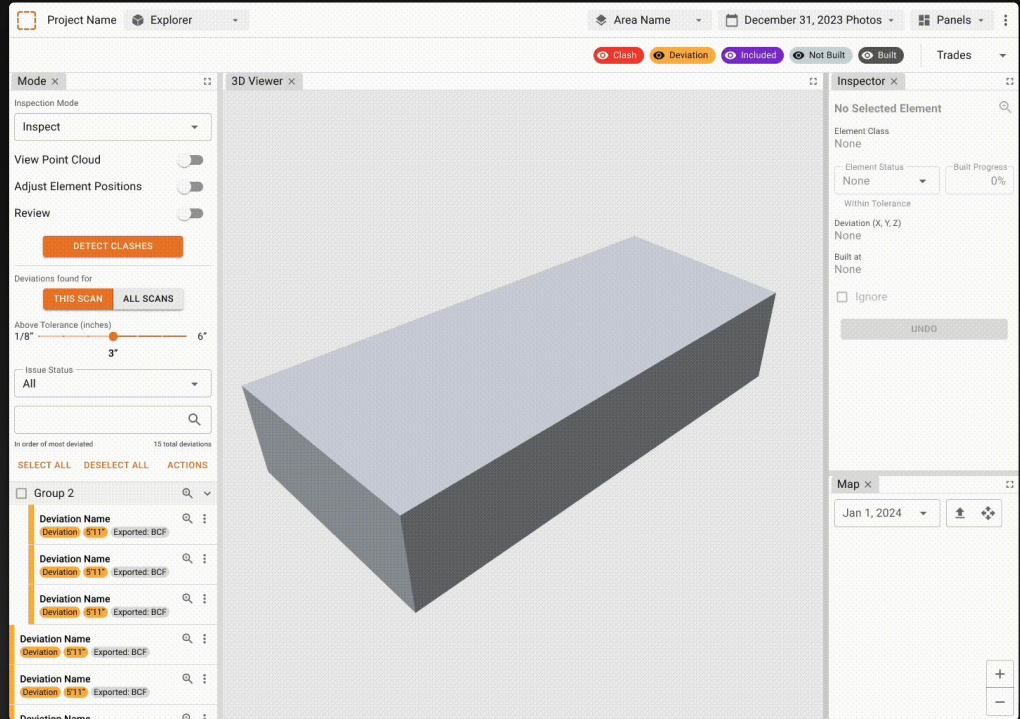 Project Name
Explorer
Area Name
December 31, 2023 Photos
Panels
Clash
Deviation
Included
Not Built
Built
Trades
Mode
Inspection Mode
Inspect
View Point Cloud
Adjust Element Positions
Review
DETECT CLASHES
Deviations found for
THIS SCAN
ALL SCANS
Above Tolerance (inches)
1/8"
6"
3"
Issue Status
All
In order of most deviated
15 total deviations
SELECT ALL
DESELECT ALL
ACTIONS
Group 2
Deviation Name
Deviation 5'11" Exported: BCF
Deviation Name
Deviation 5'11" Exported: BCF
Deviation Name
Deviation 5'11" Exported: BCF
Deviation Name
Deviation 5'11" Exported: BCF
Deviation Name
Deviation 5'11" Exported: BCF
Deviation Name
3D Viewer
Inspector
No Selected Element
Element Class
None
Element Status
None
Built Progress
0%
Within Tolerance
Deviation (X, Y, Z)
None
Built at
None
Ignore
UNDO
Map
Jan 1, 2024